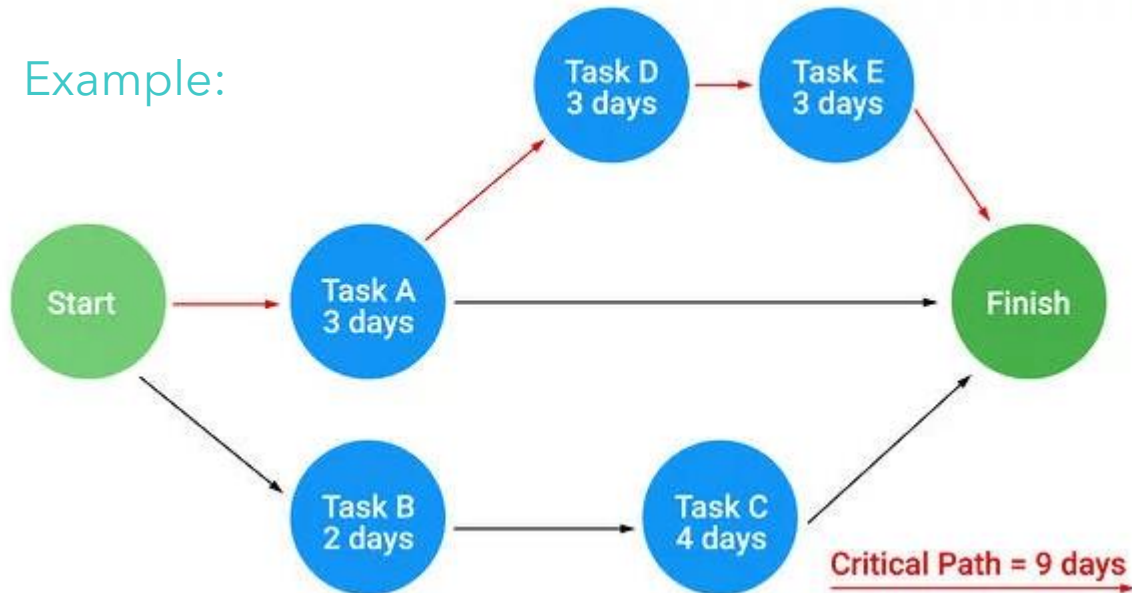 Example:
Task D
3 days
Task E
3 days
Start
Task A
3 days
Finish
Task B
2 days
Task C
4 days
Critical Path = 9 days